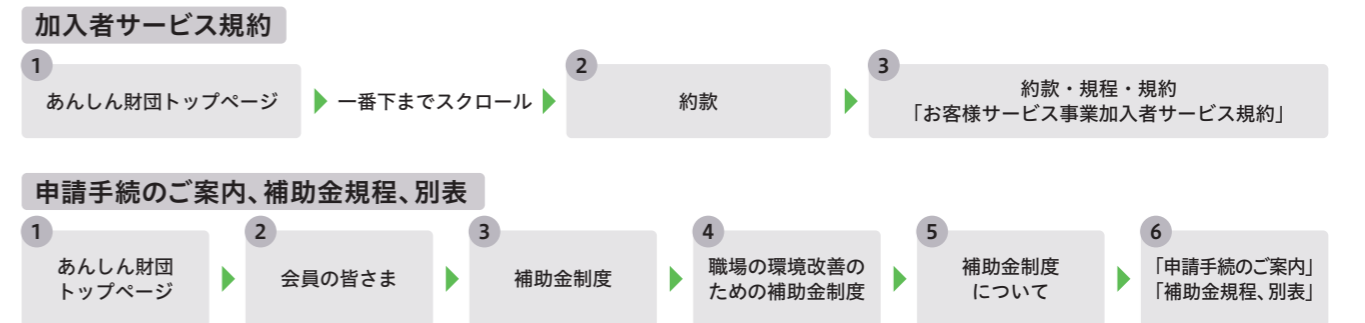 加入者サービス規約
1
あんしん財団トップページ
一番下までスクロール
2
約款
3
約款・規程・規約
「お客様サービス事業加入者サービス規約」
申請手続のご案内、補助金規程、別表
1
あんしん財団
トップページ
2
会員の皆さま
3
補助金制度
4
職場の環境改善の
ための補助金制度
5
補助金制度
について
6
「申請手続のご案内」
「補助金規程、別表」